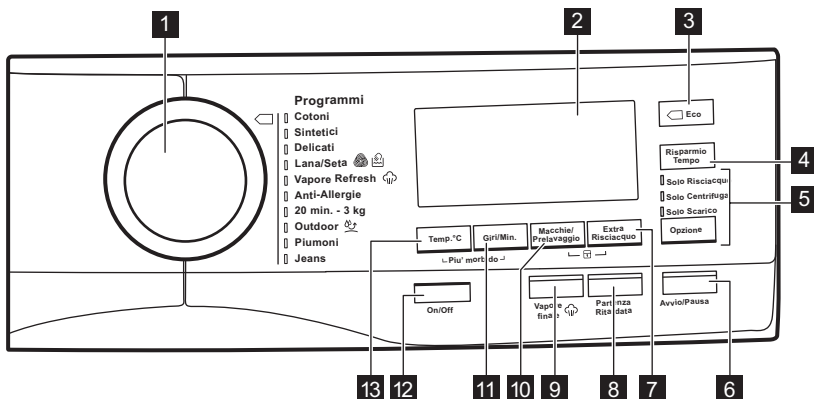 1
2
3
Programmi
Cotoni
Sintetici
Delicati
Lana/Seta
Vapore Refresh
Anti-Allergie
20 min. - 3 kg
Outdoor
Piumoni
Jeans
Eco
Risparmio
Tempo
4
Solo Risciacquo
Solo Centrifuga
Solo Scarico
5
Opzione
Temp.°C
Giri/Min.
Macchie/
Prelavaggio
Extra
Risciacquo
Piu' morbido
On/Off
Vapore
finale
Partenza
Ritardata
Avvio/Pausa
13
12
11
10
9
8
7
6